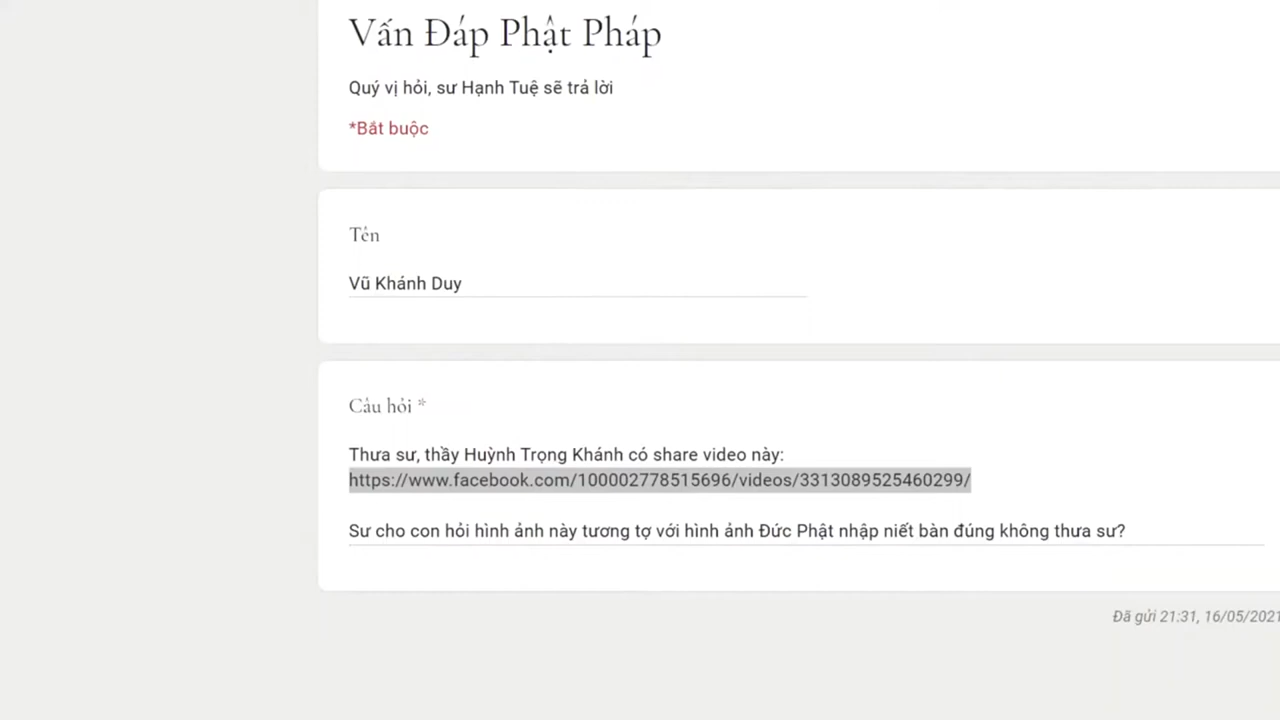 Vấn Đáp Phật Pháp
Quý vị hỏi, sư Hạnh Tuệ sẽ trả lời
*Bắt buộc
Tên
Vũ Khánh Duy
Câu hỏi *
Thưa sư, thầy Huỳnh Trọng Khánh có share video này:
https://www.facebook.com/100002778515696/videos/3313089525460299/
Sư cho con hỏi hình ảnh này tương tợ với hình ảnh Đức Phật nhập niết bàn đúng không thưa sư?
Đã gửi 21:31, 16/05/2021